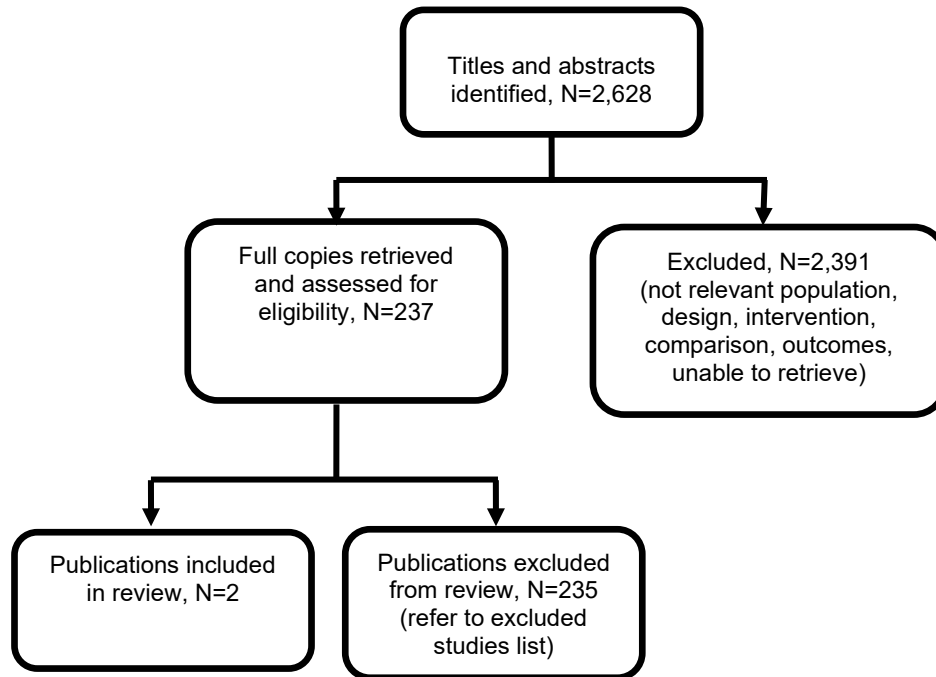 Titles and abstracts
identified, N=2,628
Full copies retrieved
and assessed for
eligibility, N=237
Excluded, N=2,391
(not relevant population,
design, intervention,
comparison, outcomes,
unable to retrieve)
Publications included
in review, N=2
Publications excluded
from review, N=235
(refer to excluded
studies list)